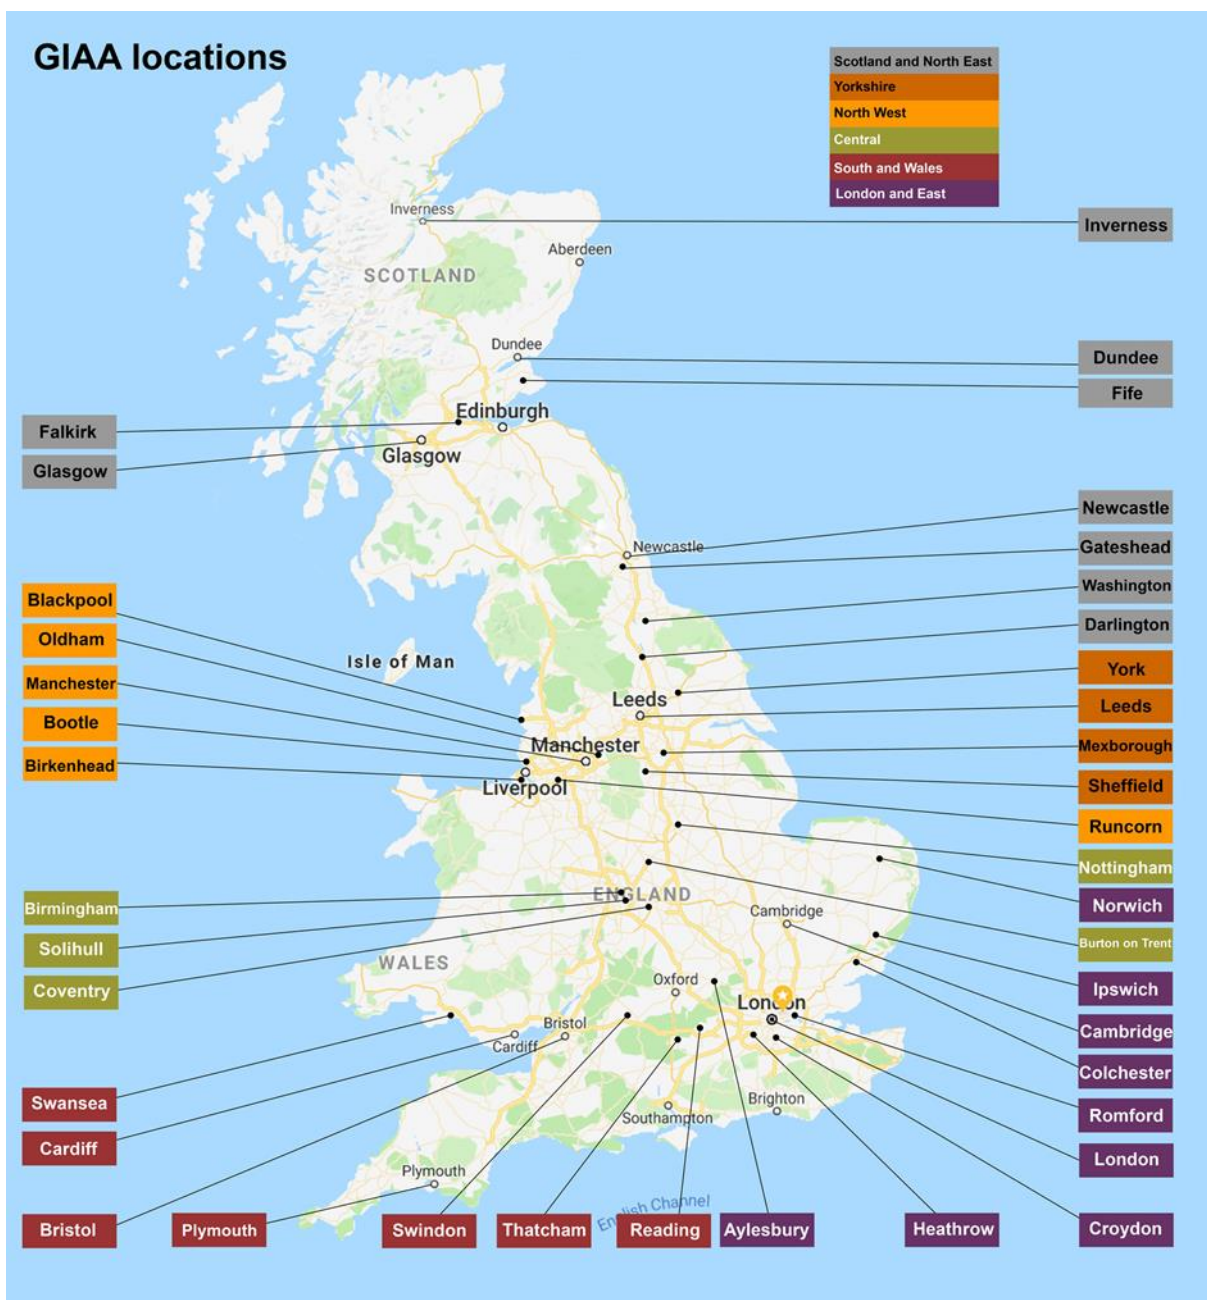 GIAA locations
Scotland and North East
Yorkshire
North West
Central
South and Wales
London and East
Inverness
Inverness
Aberdeen
SCOTLAND
Dundee
Dundee
Fife
Edinburgh
Falkirk
Glasgow
Glasgow
Newcastle
Newcastle
Gateshead
Washington
Darlington
Blackpool
Oldham
Manchester
Bootle
Birkenhead
Isle of Man
Leeds
Manchester
Liverpool
York
Leeds
Mexborough
Sheffield
Runcorn
Nottingham
Norwich
Burton on Trent
Ipswich
Cambridge
Colchester
Romford
London
Croydon
ENGLAND
Cambridge
Birmingham
Solihull
Coventry
WALES
Oxford
London
Bristol
Cardiff
Swansea
Cardiff
Southampton
Brighton
Plymouth
English Channel
Bristol
Plymouth
Swindon
Thatcham
Reading
Aylesbury
Heathrow